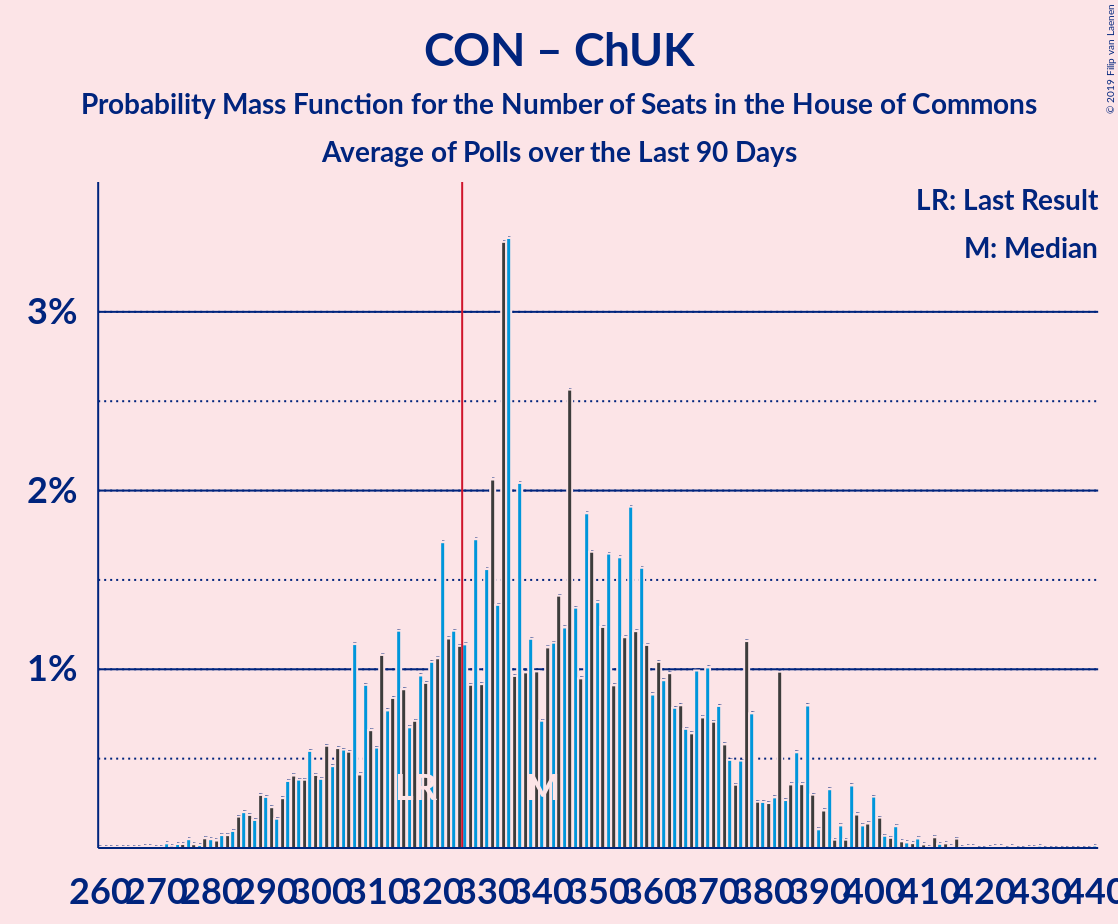 CON – ChUK
Probability Mass Function for the Number of Seats in the House of Commons
Average of Polls over the Last 90 Days
© 2019 Filip van Laenen
LR: Last Result
M: Median
3%
2%
1%
LR M
260 270 280 290 300 310 320 330 340 350 360 370 380 390 400 410 420 430 440